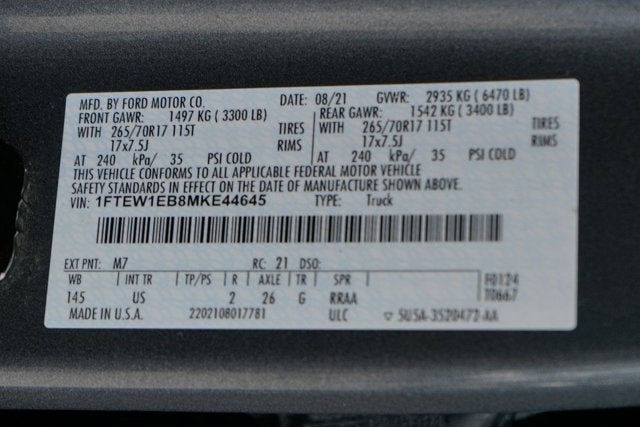 MFD. BY FORD MOTOR CO. DATE: 08/21 GVWR: 2935 KG ( 6470 LB)
FRONT GAWR: 1497 KG ( 3300 LB) REAR GAWR: 1542 KG ( 3400 LB)
WITH 265/70R17 115T TIRES WITH 265/70R17 115T TIRES
17x7.5J RIMS 17x7.5J RIMS
AT 240 kPa/ 35 PSI COLD AT 240 kPa/ 35 PSI COLD
THIS VEHICLE CONFORMS TO ALL APPLICABLE FEDERAL MOTOR VEHICLE
SAFETY STANDARDS IN EFFECT ON THE DATE OF MANUFACTURE SHOWN ABOVE.
VIN: 1FTEW1EB8MKE44645 TYPE: Truck
EXT PNT: M7 RC: 21 DSO:
WB INT TR TP/PS R AXLE TR SPR F0124
145 US 2 26 G RRAA T0667
MADE IN U.S.A. 2202108017781 ULC ▽ 5U5A-3520472-AA